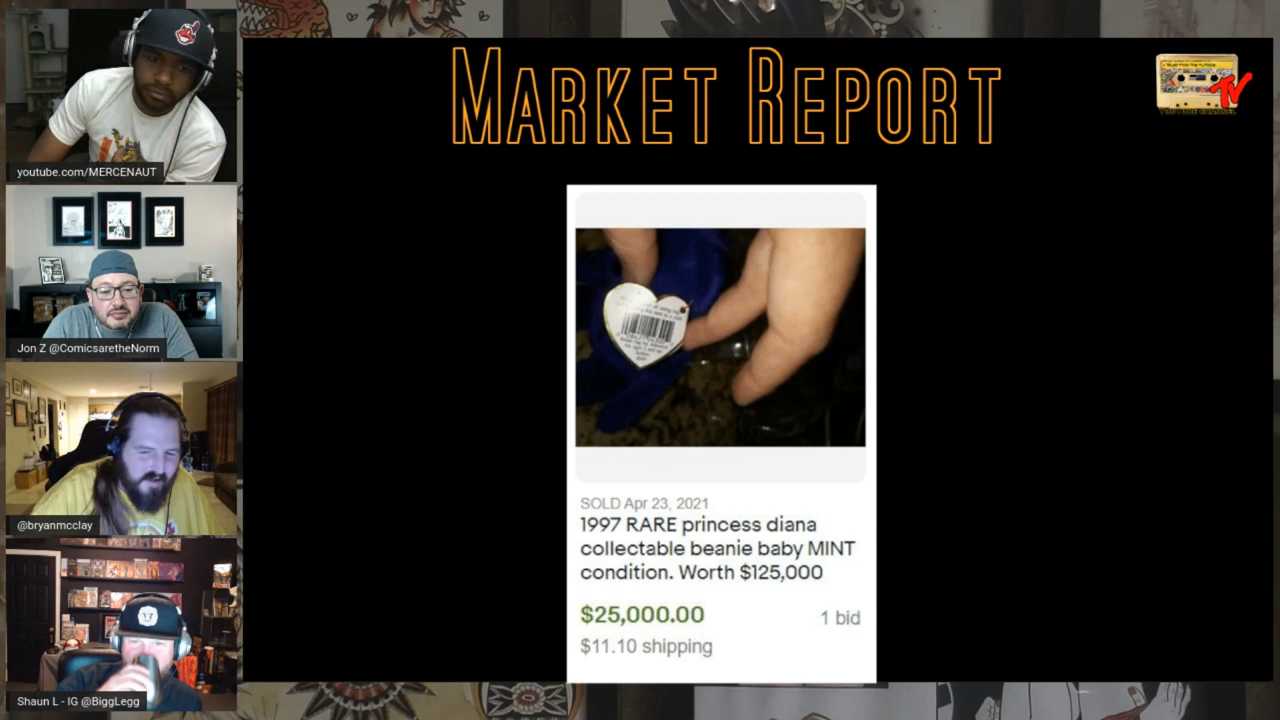 MARKET REPORT
TV
youtube.com/MERCENAUT
Jon Z @ComicsaretheNorm
@bryanmcclay
Shaun L - IG @BiggLegg
SOLD Apr 23, 2021
1997 RARE princess diana
collectable beanie baby MINT
condition. Worth $125,000
$25,000.00
1 bid
$11.10 shipping